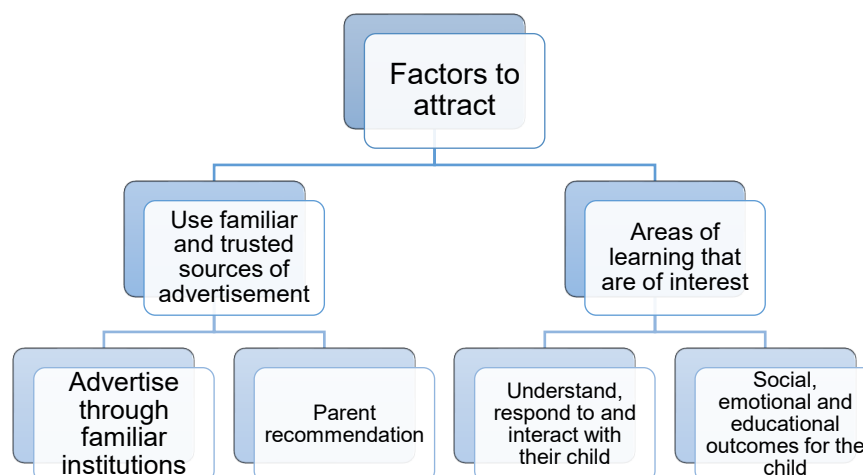 Factors to
attract
Use familiar
and trusted
sources of
advertisement
Areas of
learning that
are of interest
Advertise
through
familiar
institutions
Parent
recommendation
Understand,
respond to and
interact with
their child
Social,
emotional and
educational
outcomes for the
child